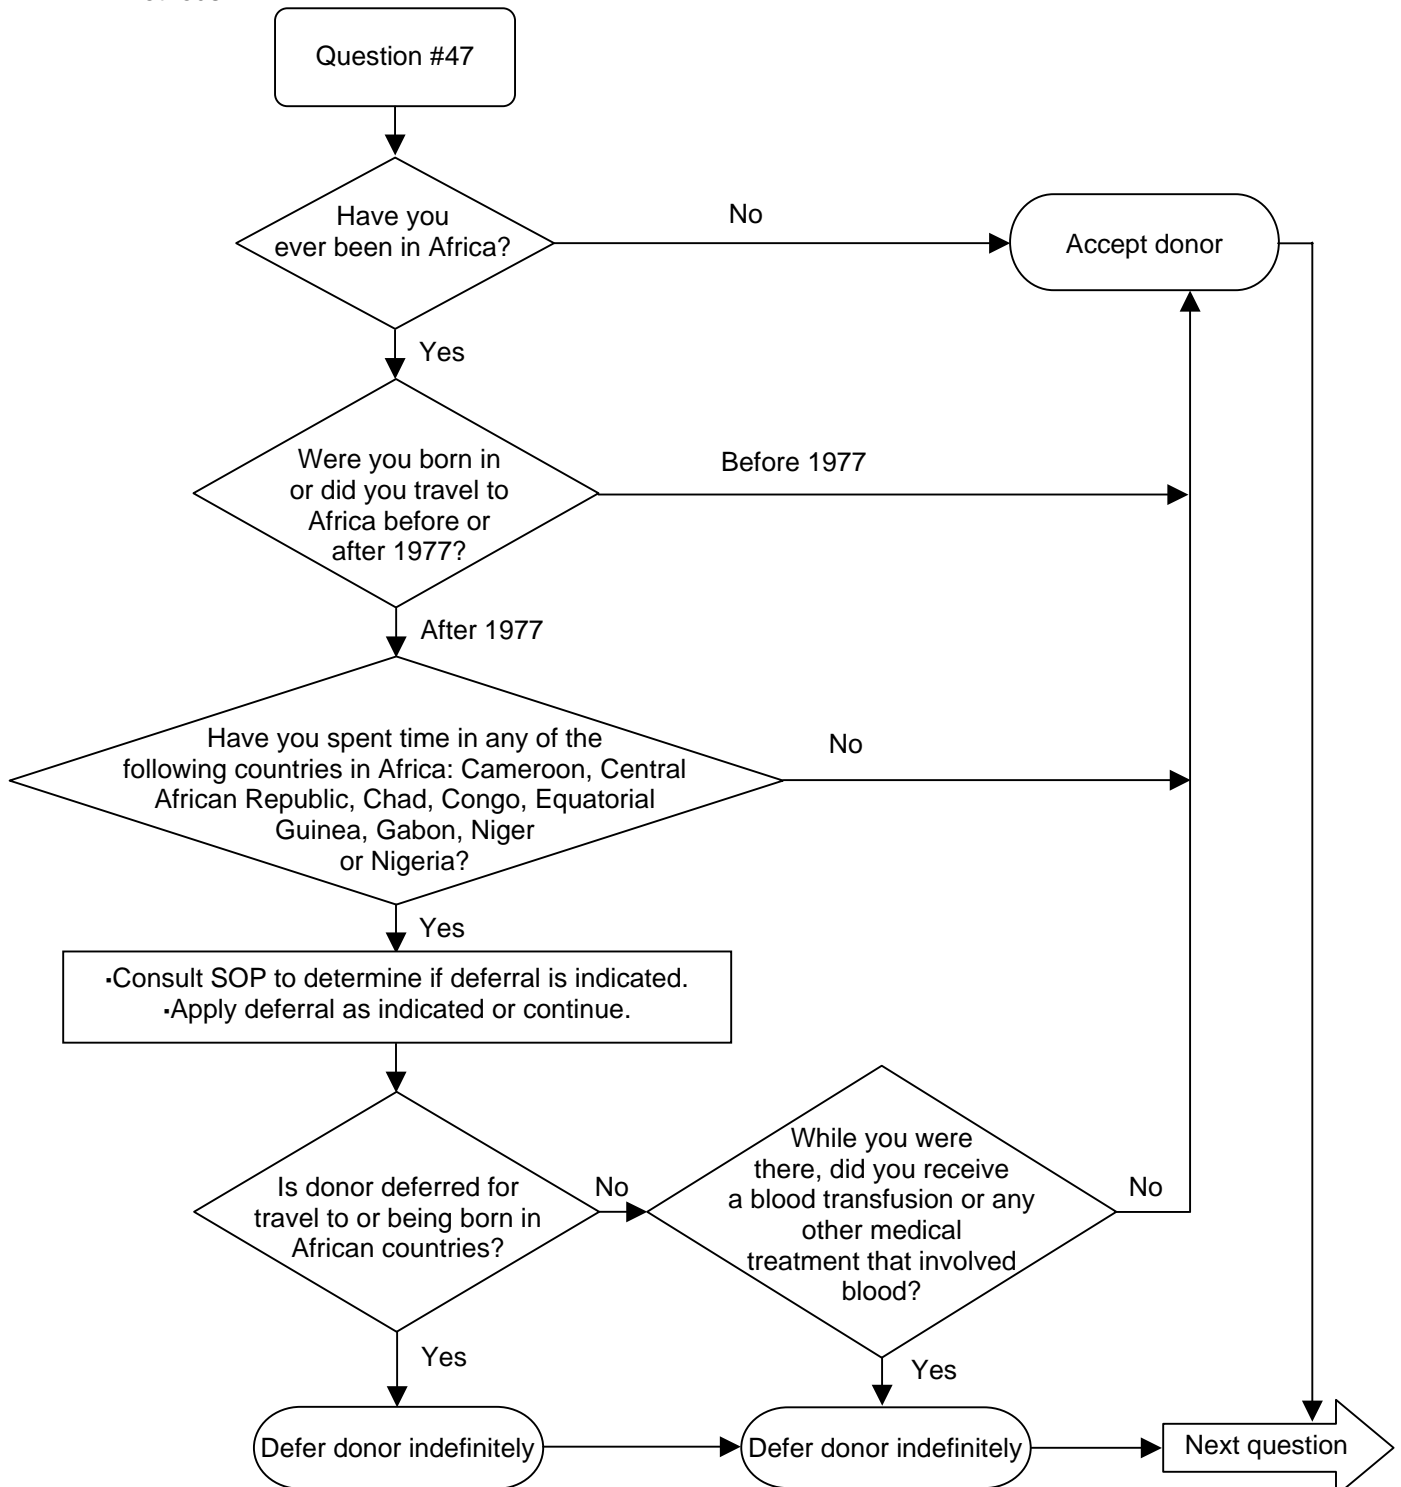 Question #47
Have you
ever been in Africa?
No
Accept donor
Yes
Were you born in
or did you travel to
Africa before or
after 1977?
Before 1977
After 1977
Have you spent time in any of the
following countries in Africa: Cameroon, Central
African Republic, Chad, Congo, Equatorial
Guinea, Gabon, Niger
or Nigeria?
No
Yes
▪Consult SOP to determine if deferral is indicated.
▪Apply deferral as indicated or continue.
Is donor deferred for
travel to or being born in
African countries?
No
While you were
there, did you receive
a blood transfusion or any
other medical
treatment that involved
blood?
No
Yes
Yes
Defer donor indefinitely
Defer donor indefinitely
Next question